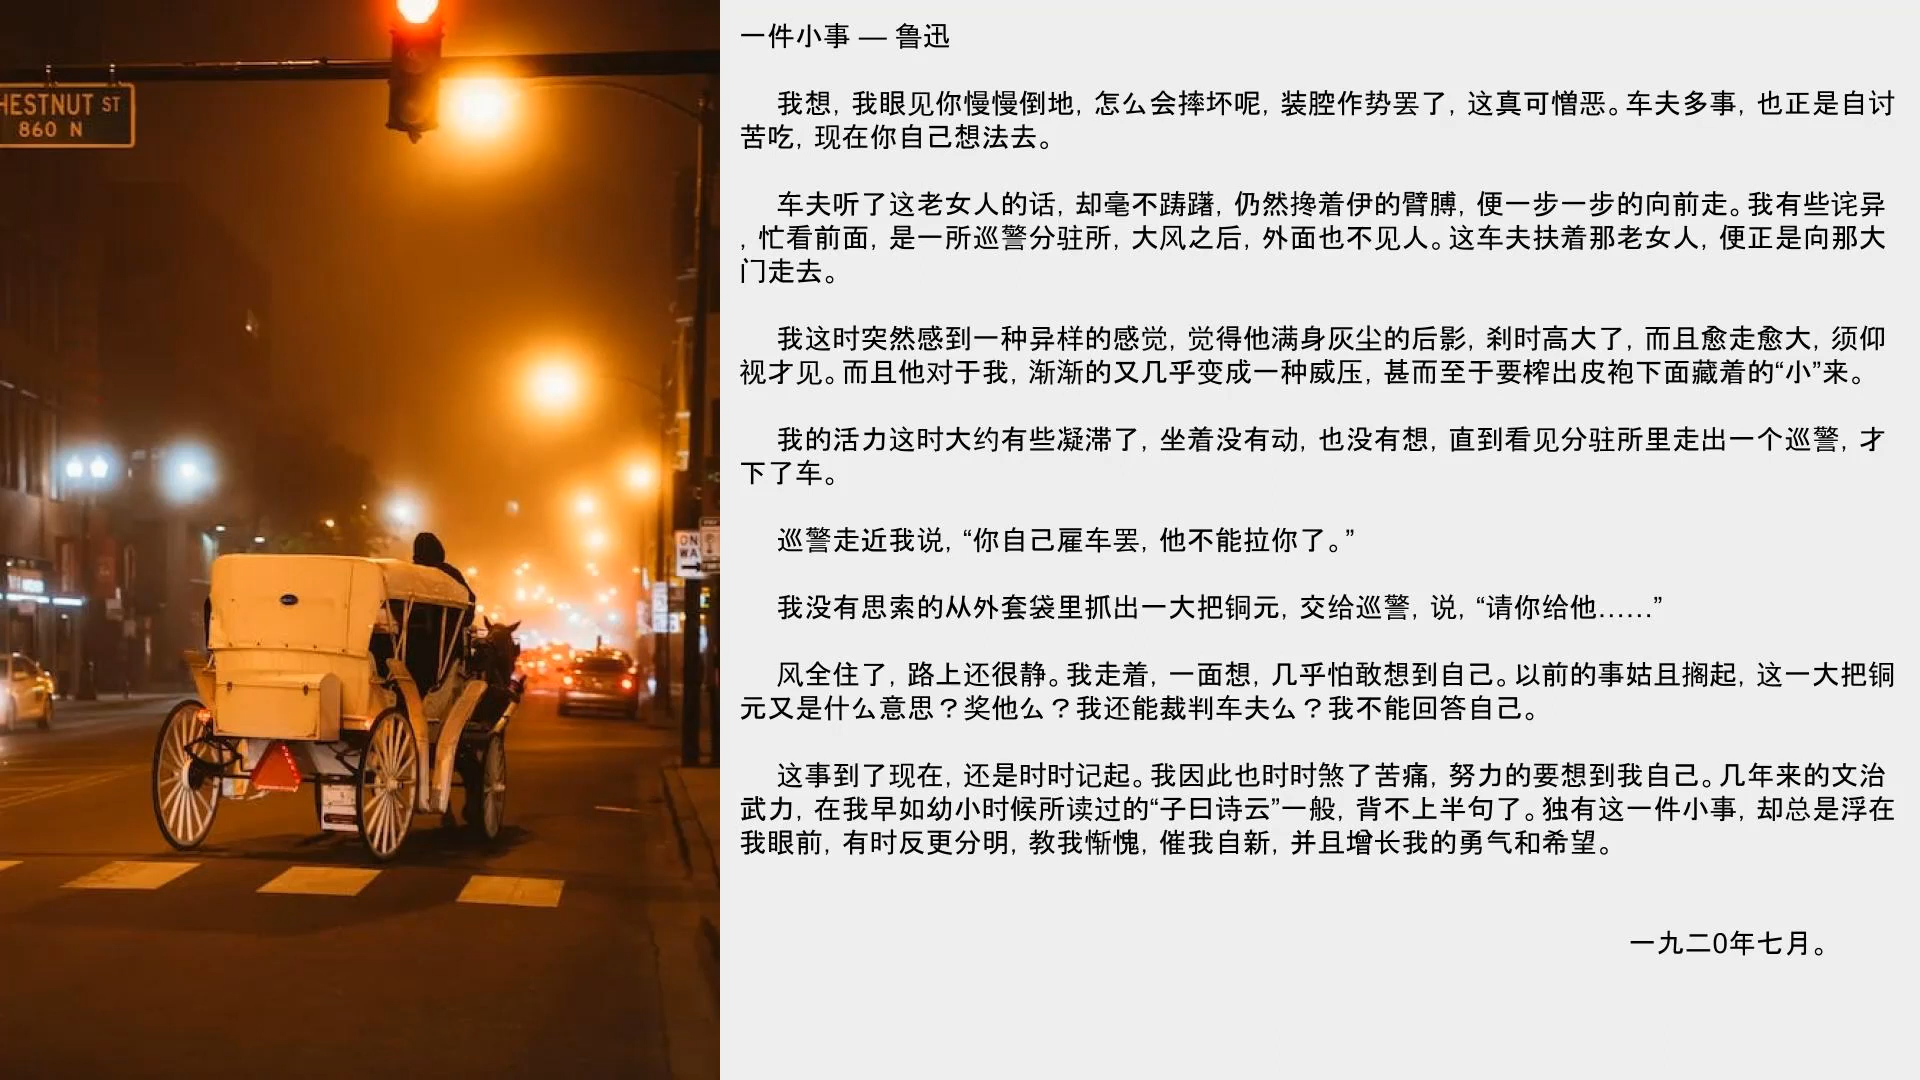 HESTNUT ST
860 N
ON
WA
一件小事 — 鲁迅
我想, 我眼见你慢慢倒地, 怎么会摔坏呢, 装腔作势罢了, 这真可憎恶。车夫多事, 也正是自讨
苦吃, 现在你自己想法去。
车夫听了这老女人的话, 却毫不踌躇, 仍然搀着伊的臂膊, 便一步一步的向前走。我有些诧异
, 忙看前面, 是一所巡警分驻所, 大风之后, 外面也不见人。这车夫扶着那老女人, 便正是向那大
门走去。
我这时突然感到一种异样的感觉, 觉得他满身灰尘的后影, 刹时高大了, 而且愈走愈大, 须仰
视才见。而且他对于我, 渐渐的又几乎变成一种威压, 甚而至于要榨出皮袍下面藏着的“小”来。
我的活力这时大约有些凝滞了, 坐着没有动, 也没有想, 直到看见分驻所里走出一个巡警, 才
下了车。
巡警走近我说, “你自己雇车罢, 他不能拉你了。”
我没有思索的从外套袋里抓出一大把铜元, 交给巡警, 说, “请你给他……”
风全住了, 路上还很静。我走着, 一面想, 几乎怕敢想到自己。以前的事姑且搁起, 这一大把铜
元又是什么意思？奖他么？我还能裁判车夫么？我不能回答自己。
这事到了现在, 还是时时记起。我因此也时时煞了苦痛, 努力的要想到我自己。几年来的文治
武力, 在我早如幼小时候所读过的“子曰诗云”一般, 背不上半句了。独有这一件小事, 却总是浮在
我眼前, 有时反更分明, 教我惭愧, 催我自新, 并且增长我的勇气和希望。
一九二0年七月。